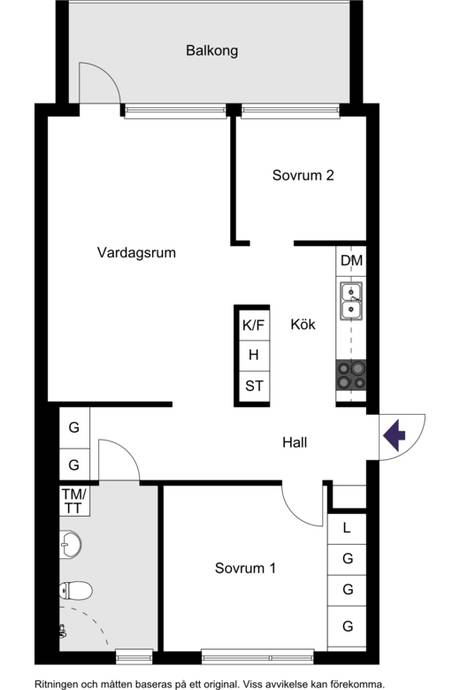 Balkong
Sovrum 2
Vardagsrum
DM
K/F
Kök
H
ST
G
Hall
G
TM/
TT
L
G
Sovrum 1
G
G
Ritningen och måtten baseras på ett original. Viss avvikelse kan förekomma.